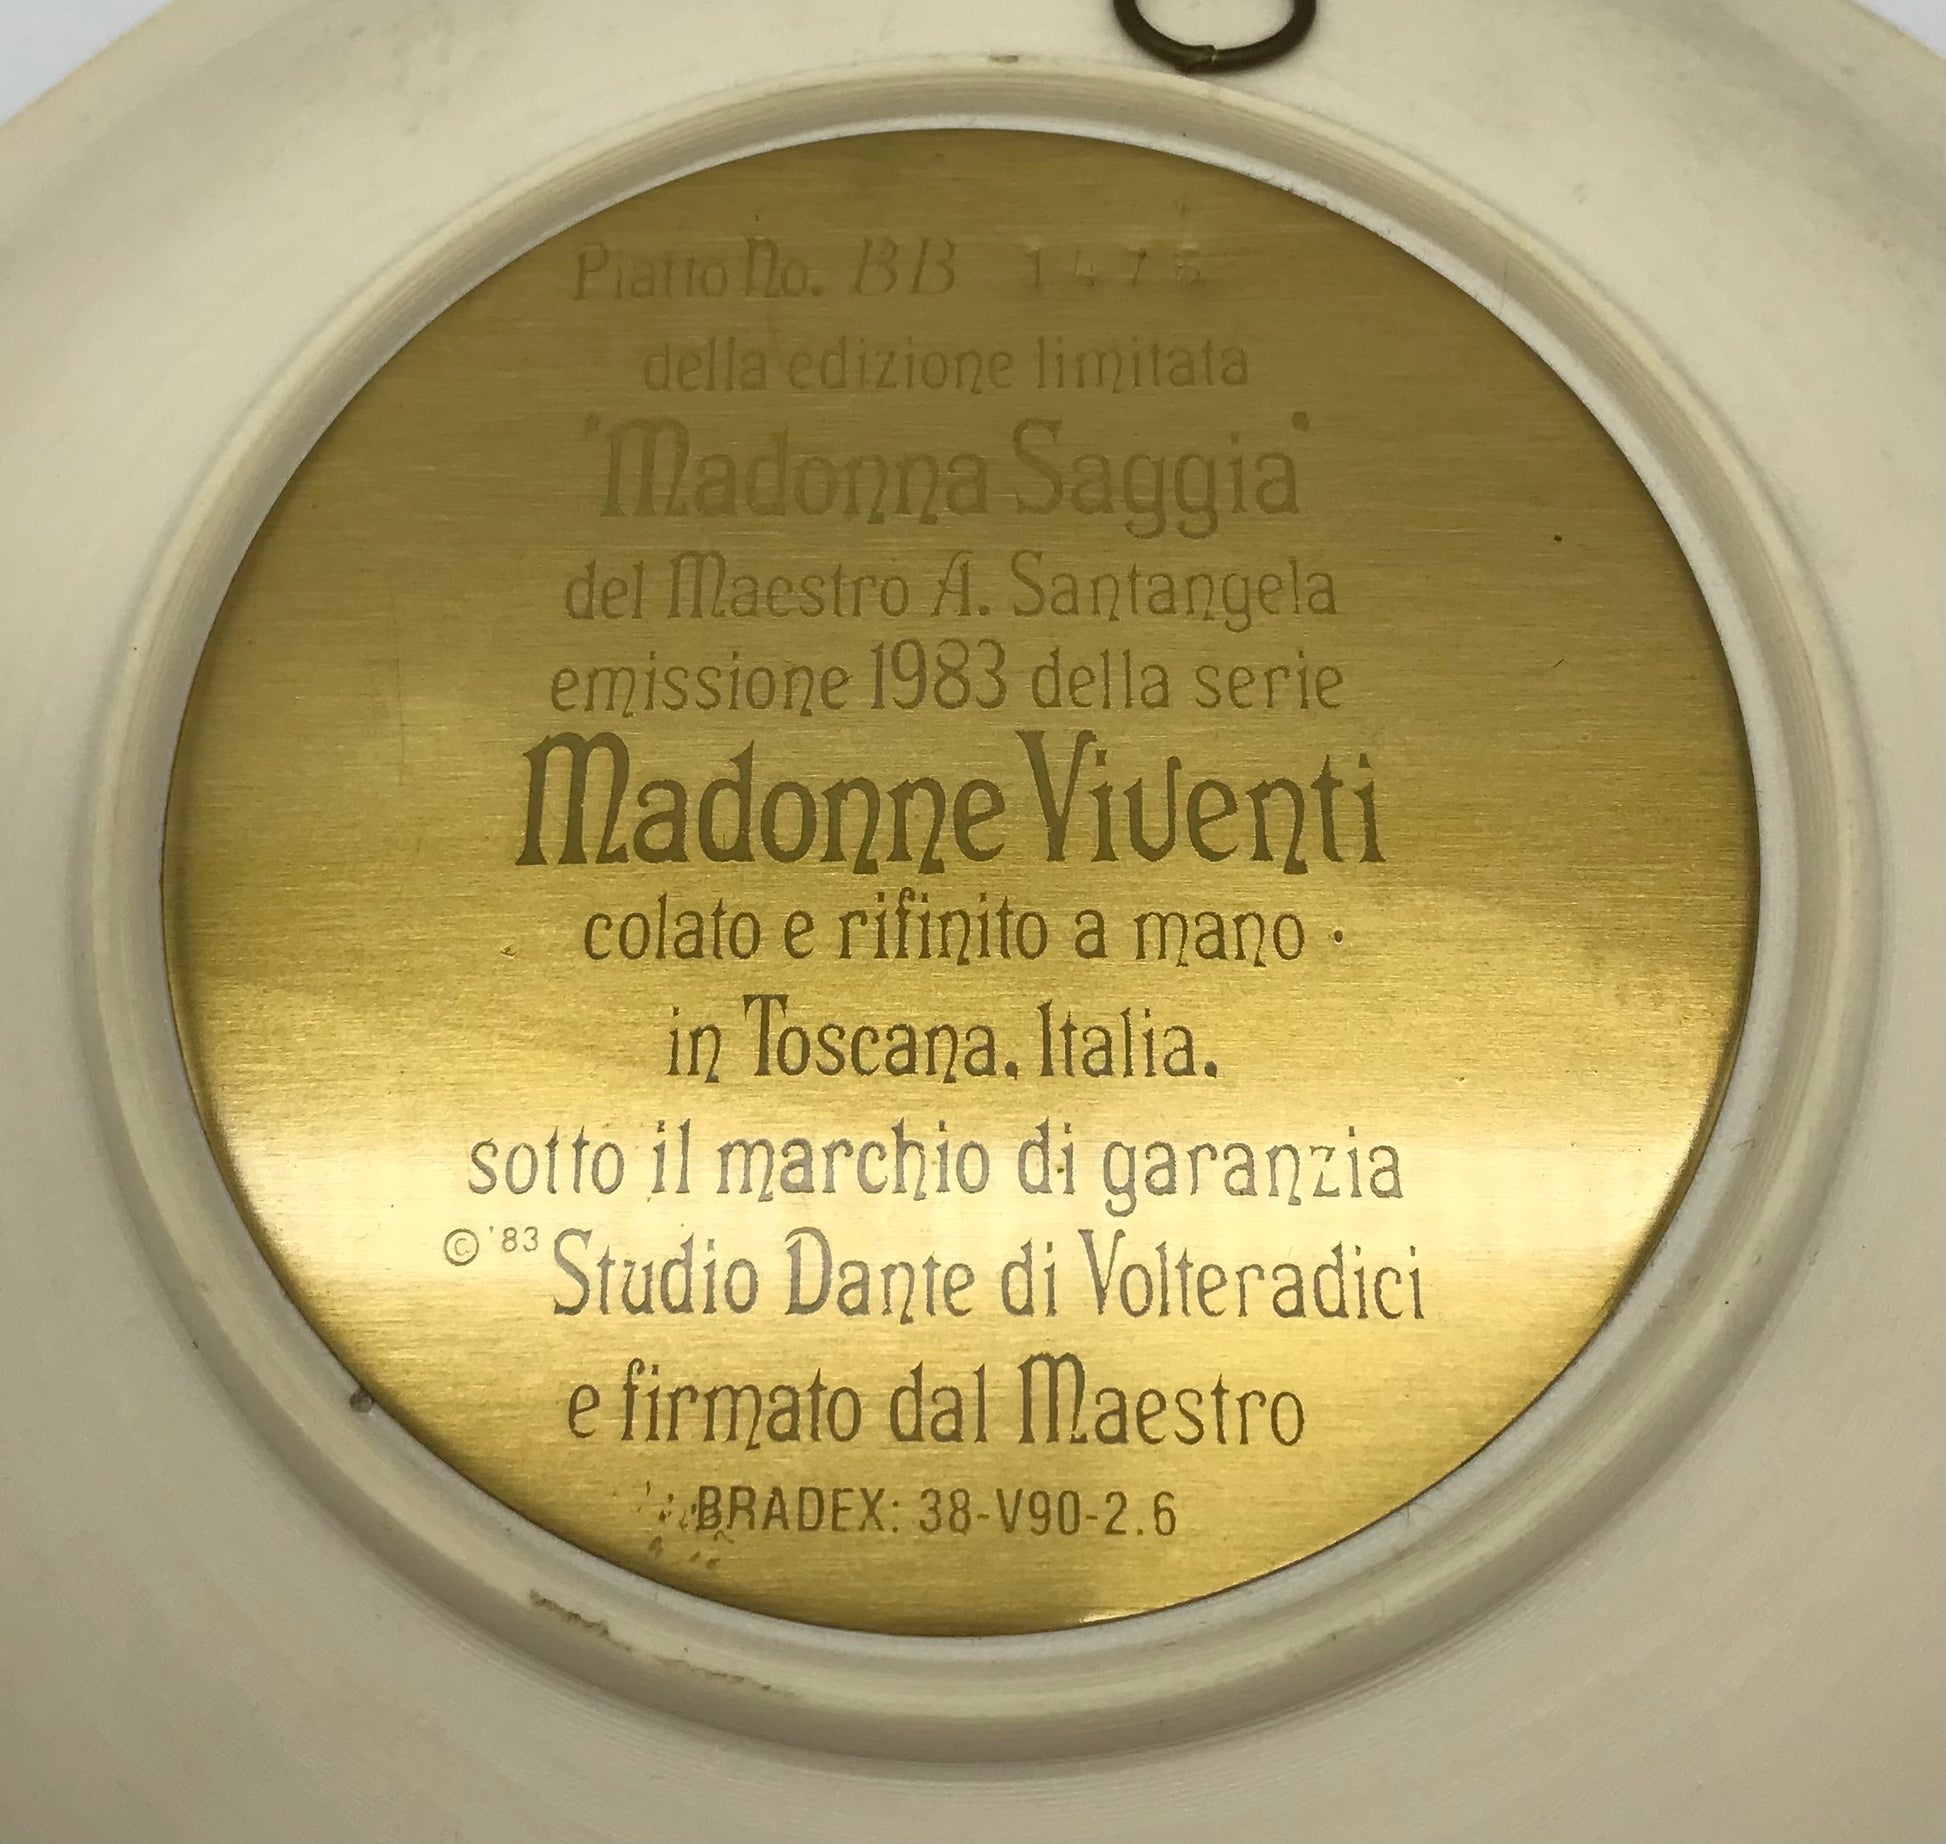 Piatto No. BB 1476
della edizione limitata
"Madonna Saggia"
del Maestro A. Santangela
emissione 1983 della serie
Madonne Viventi
colato e rifinito a mano
in Toscana. Italia.
sotto il marchio di garanzia
© '83 Studio Dante di Volteradici
e firmato dal Maestro
BRADEX: 38-V90-2.6